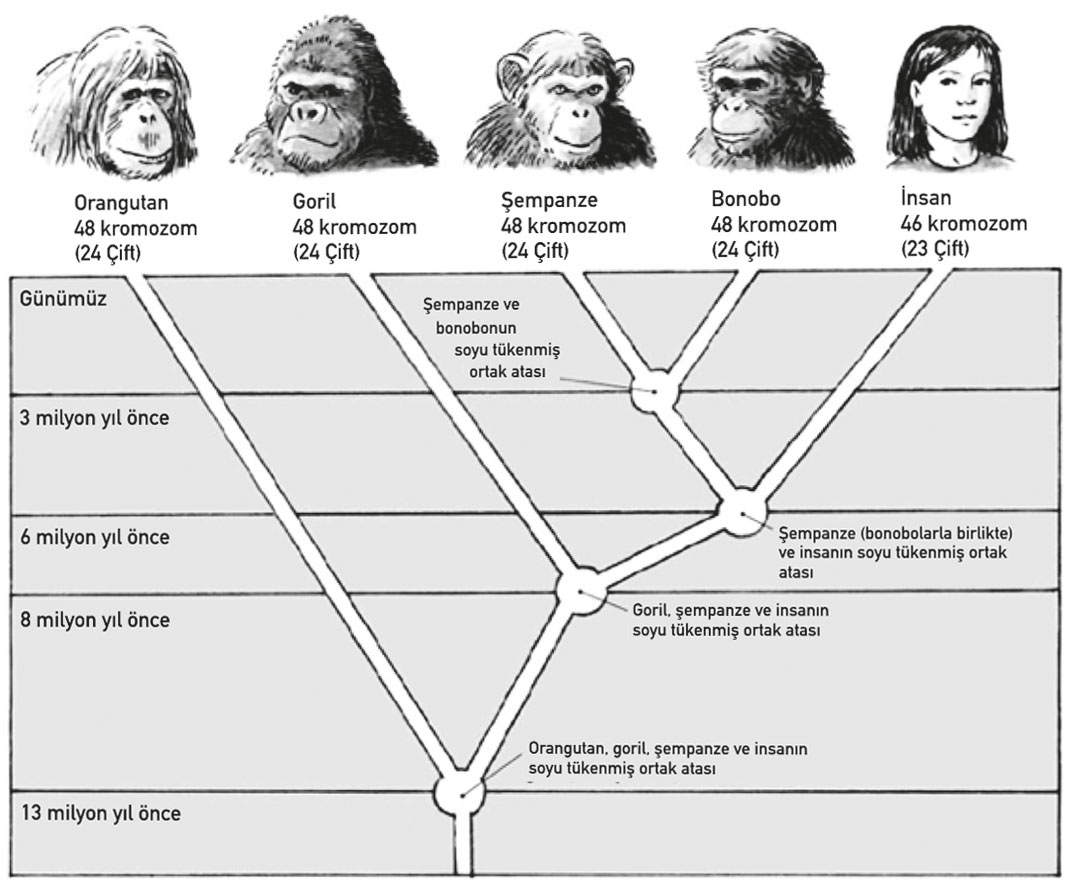 Orangutan
48 kromozom
(24 Çift)
Goril
48 kromozom
(24 Çift)
Şempanze
48 kromozom
(24 Çift)
Bonobo
48 kromozom
(24 Çift)
İnsan
46 kromozom
(23 Çift)
Günümüz
Şempanze ve
bonobonun
soyu tükenmiş
ortak atası
3 milyon yıl önce
6 milyon yıl önce
Şempanze (bonobolarla birlikte)
ve insanın soyu tükenmiş ortak
atası
8 milyon yıl önce
Goril, şempanze ve insanın
soyu tükenmiş ortak atası
Orangutan, goril, şempanze ve insanın
soyu tükenmiş ortak atası
13 milyon yıl önce